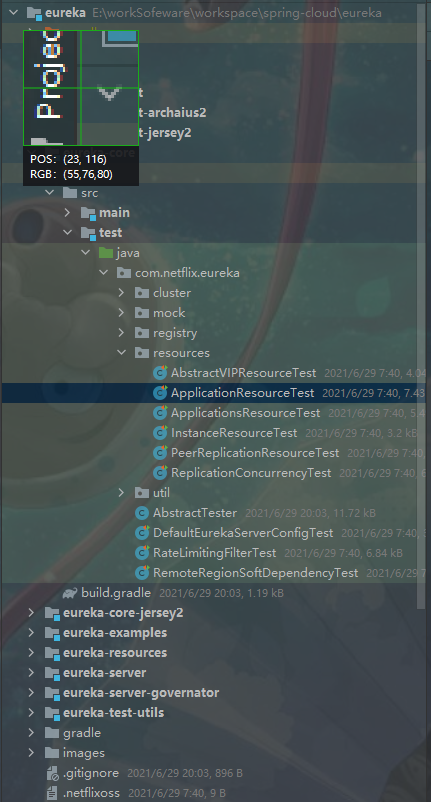 eureka E:\workSofeware\workspace\spring-cloud\eureka
Projec
t
t-archaius2
t-jersey2
POS: (23, 116)
RGB: (55,76,80)
src
main
test
java
com.netflix.eureka
cluster
mock
registry
resources
AbstractVIPResourceTest 2021/6/29 7:40, 4.04
ApplicationResourceTest 2021/6/29 7:40, 7.43
ApplicationsResourceTest 2021/6/29 7:40, 5.4
InstanceResourceTest 2021/6/29 7:40, 3.2 kB
PeerReplicationResourceTest 2021/6/29 7:40,
ReplicationConcurrencyTest 2021/6/29 7:40, 6
util
AbstractTester 2021/6/29 20:03, 11.72 kB
DefaultEurekaServerConfigTest 2021/6/29 7:40,
RateLimitingFilterTest 2021/6/29 7:40, 6.84 kB
RemoteRegionSoftDependencyTest 2021/6/29 7
build.gradle 2021/6/29 20:03, 1.19 kB
eureka-core-jersey2
eureka-examples
eureka-resources
eureka-server
eureka-server-governator
eureka-test-utils
gradle
images
.gitignore 2021/6/29 20:03, 896 B
.netflixoss 2021/6/29 7:40, 9 B